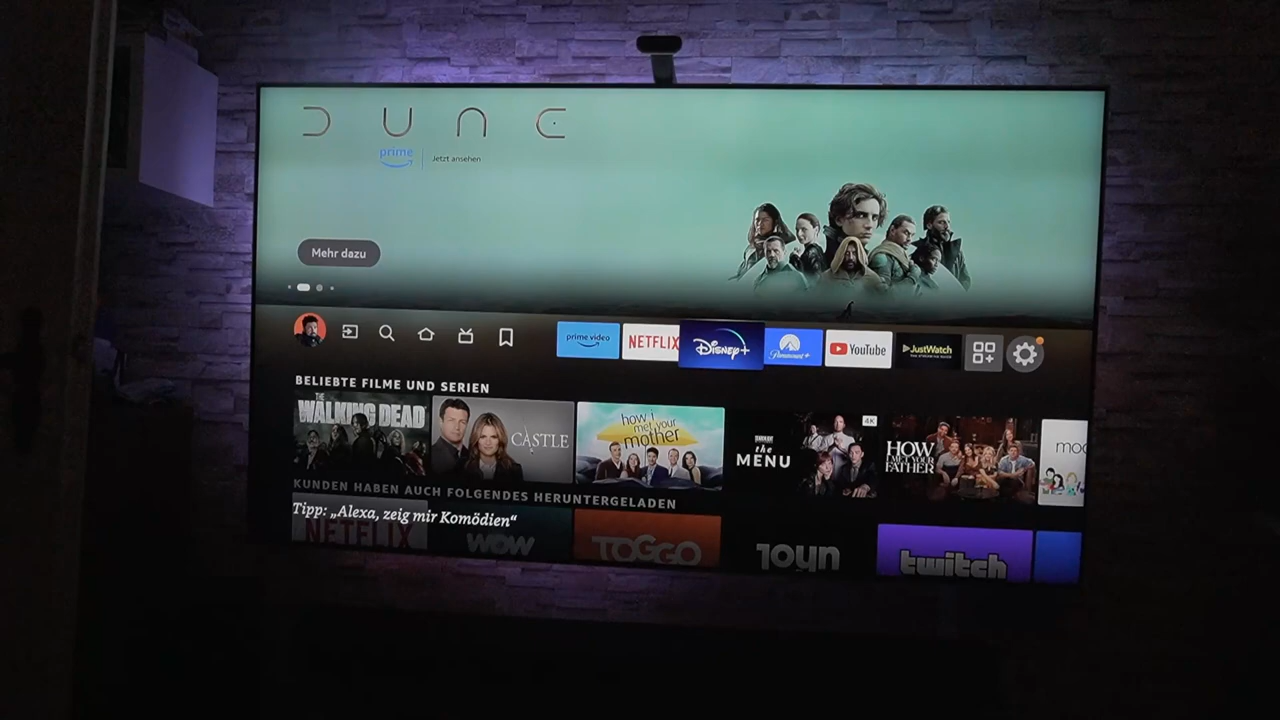 DUNE
prime
Jetzt ansehen
Mehr dazu
prime video
NETFLIX
Disney+
Paramount+
YouTube
JustWatch
BELIEBTE FILME UND SERIEN
THE
WALKING DEAD
CASTLE
how i
met your
mother
4K
the
MENU
HOW
I MET YOUR
FATHER
moo
KUNDEN HABEN AUCH FOLGENDES HERUNTERGELADEN
Tipp: „Alexa, zeig mir Komödien“
NETFLIX
WOW
TOGGO
Joyn
twitch